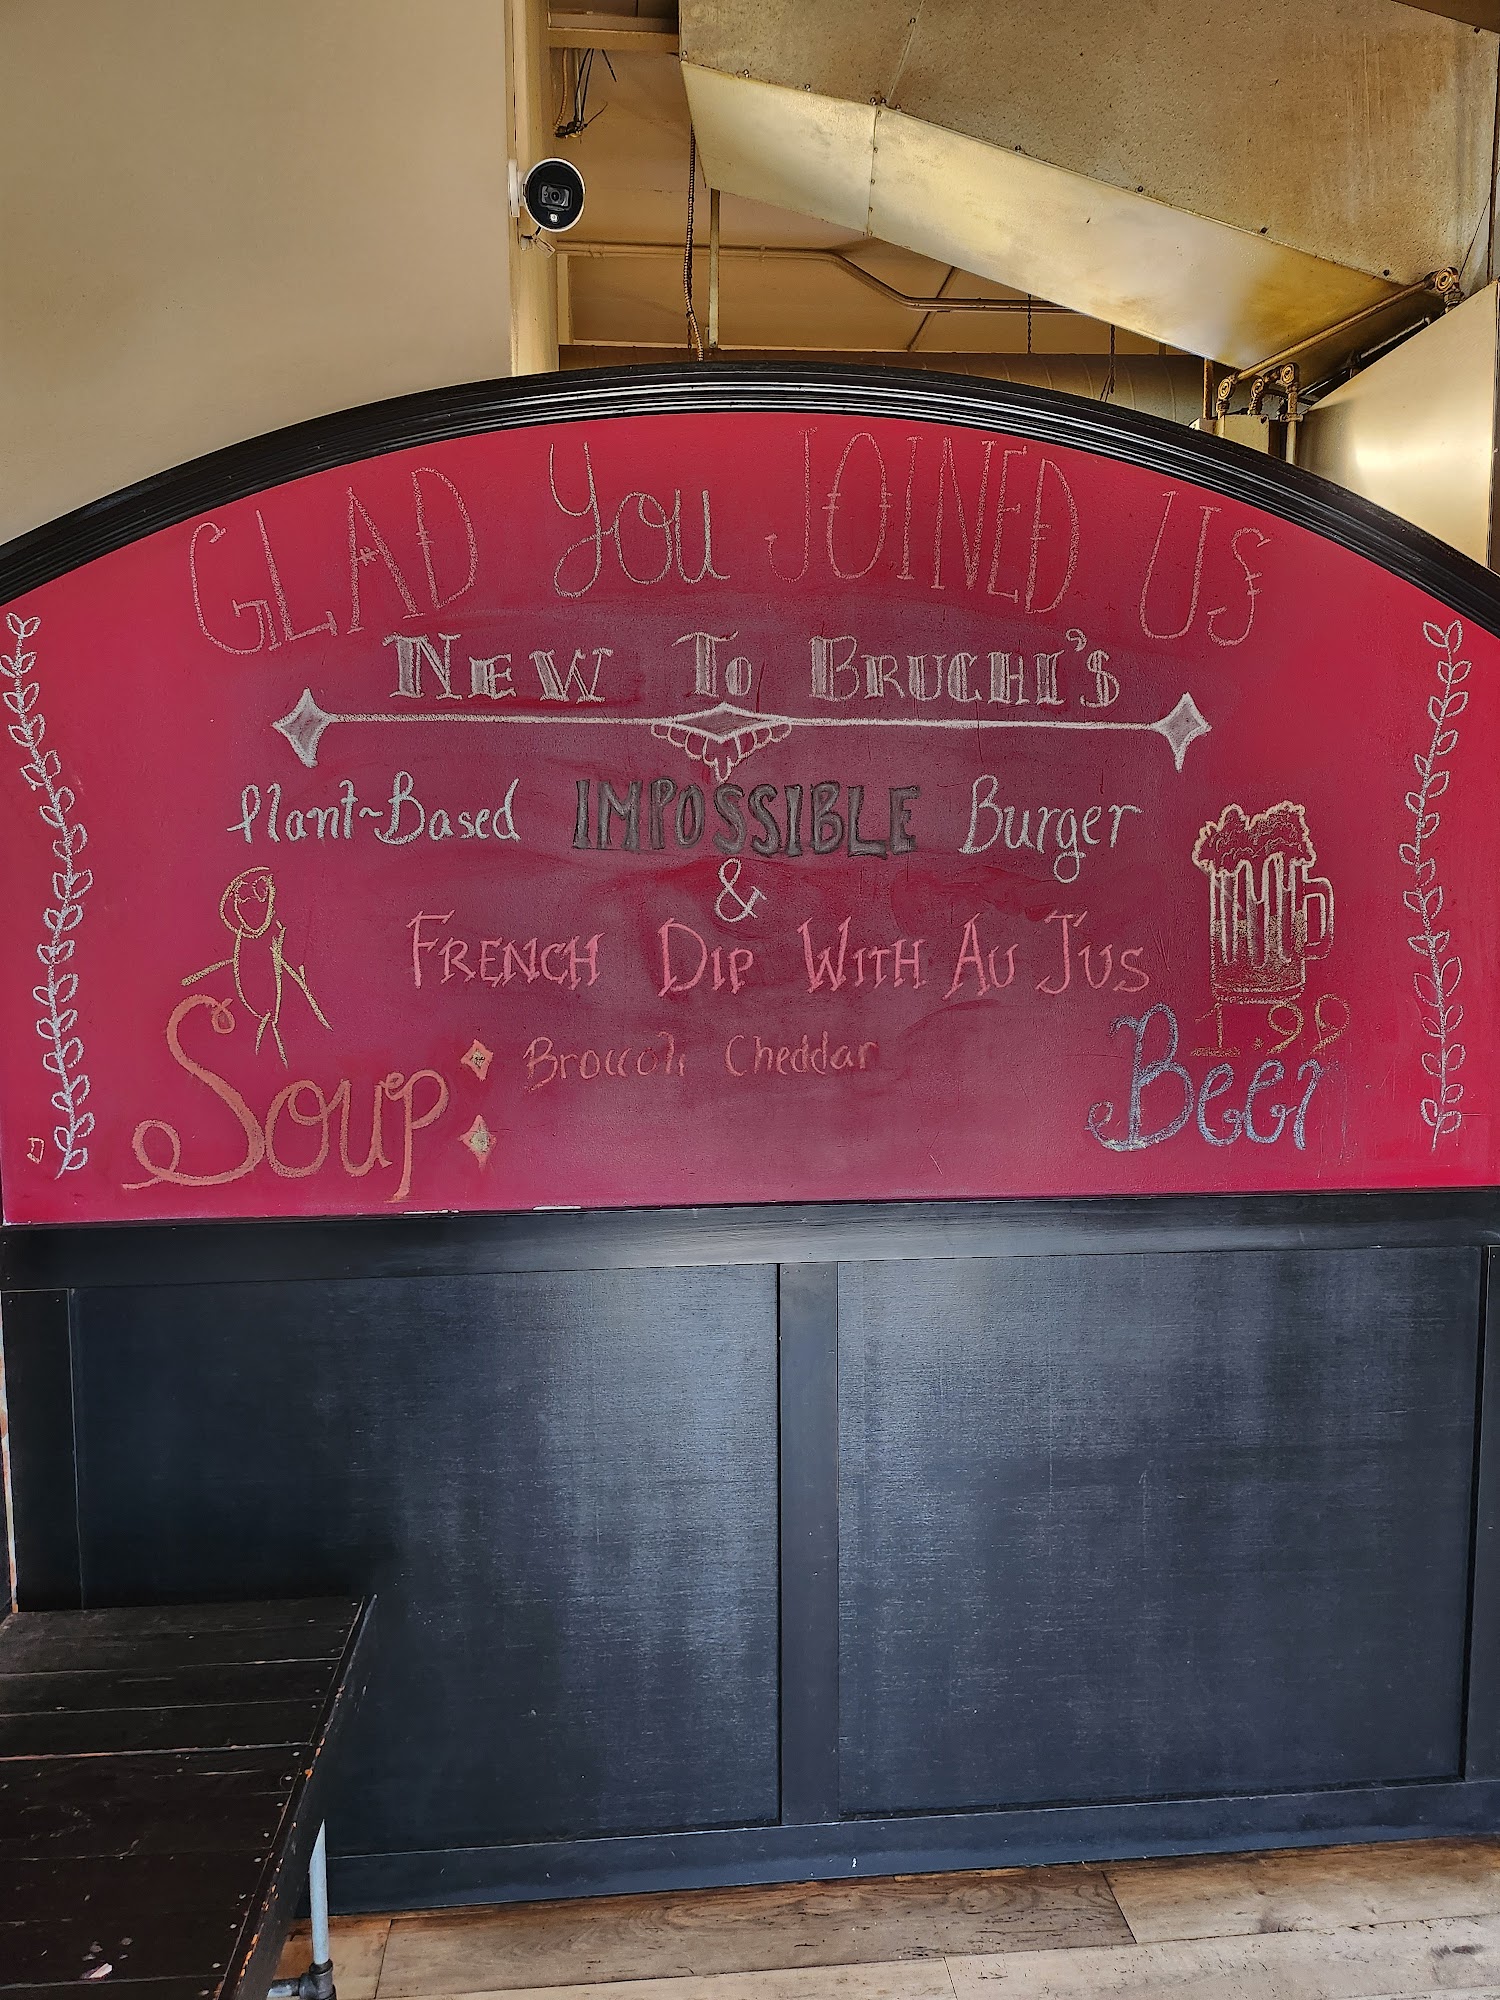 GLAD You JOINED US
NEW TO BRUCHI'S
Plant~Based IMPOSSIBLE Burger
&
FRENCH DIP WITH AU JUS
SOUP: Broccoli Cheddar
1.99
Beer